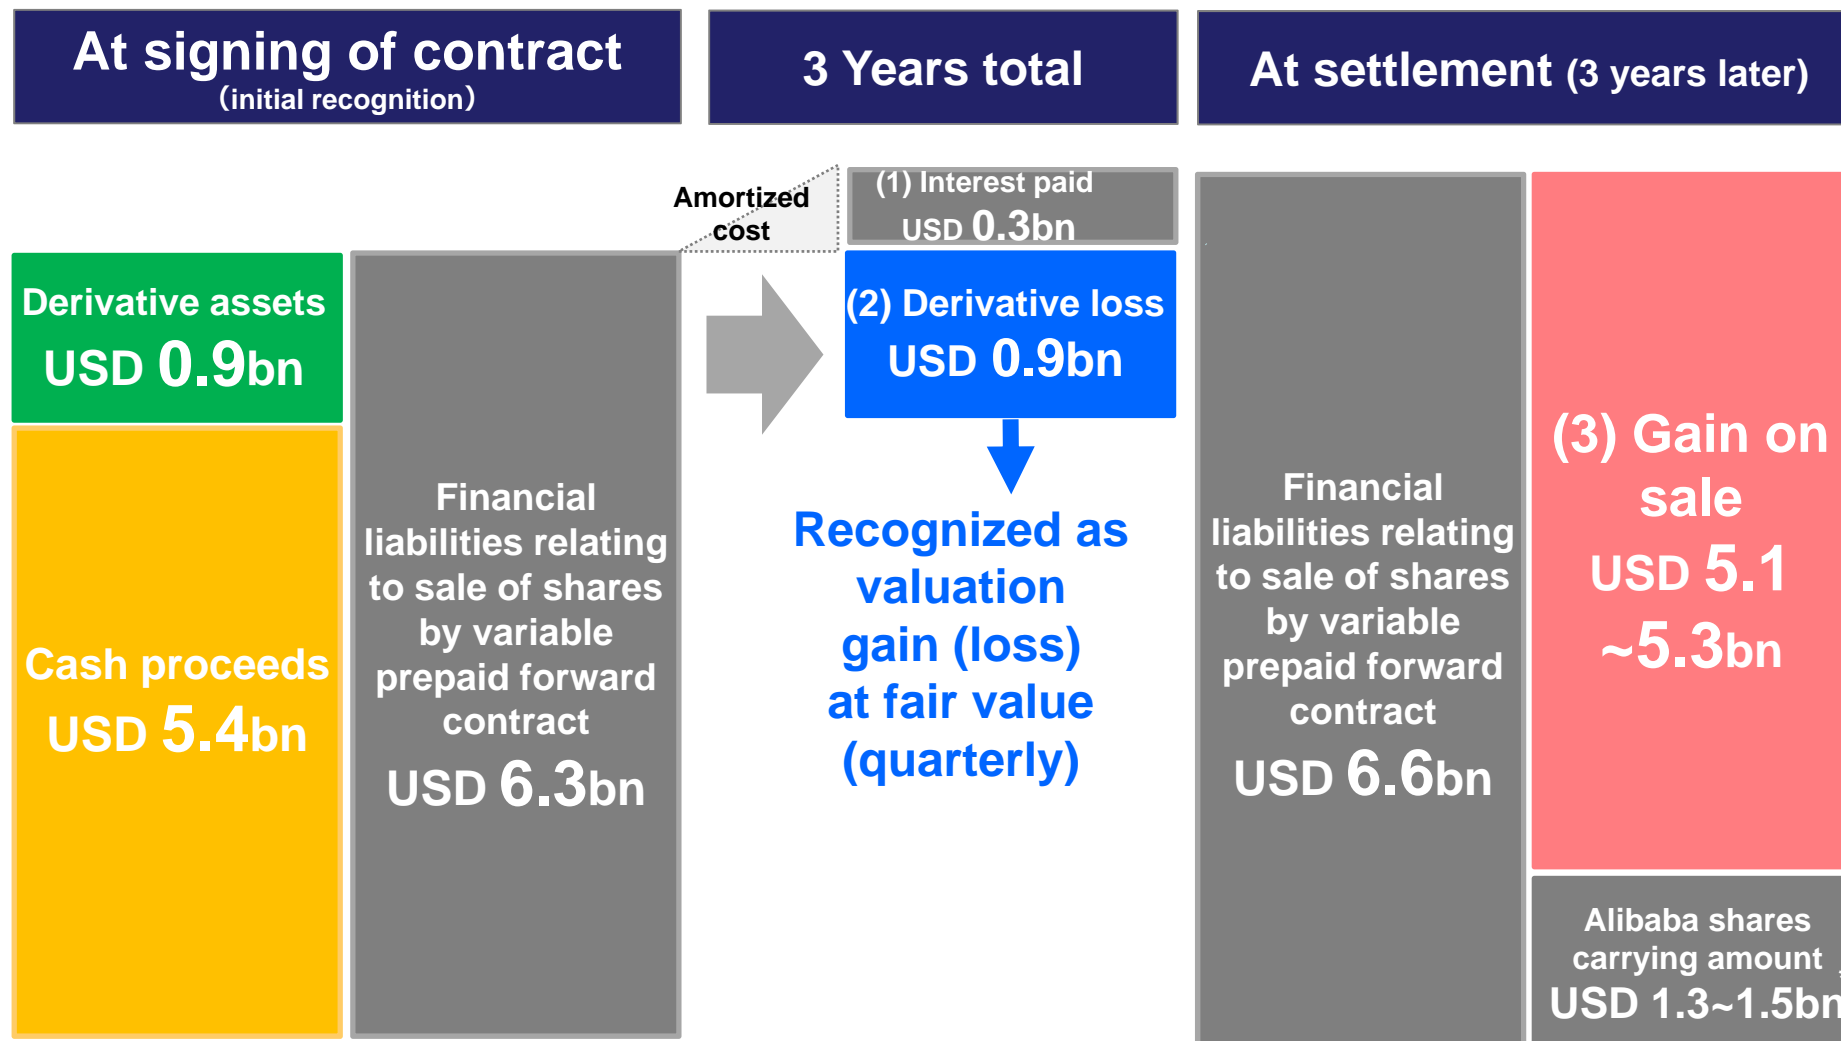 At signing of contract
（initial recognition）
3 Years total
At settlement (3 years later)
Amortized
cost
(1) Interest paid
USD 0.3bn
Derivative assets
USD 0.9bn
Cash proceeds
USD 5.4bn
Financial
liabilities relating
to sale of shares
by variable
prepaid forward
contract
USD 6.3bn
(2) Derivative loss
USD 0.9bn
Recognized as
valuation
gain (loss)
at fair value
(quarterly)
Financial
liabilities relating
to sale of shares
by variable
prepaid forward
contract
USD 6.6bn
(3) Gain on
sale
USD 5.1
~5.3bn
Alibaba shares
carrying amount
USD 1.3~1.5bn